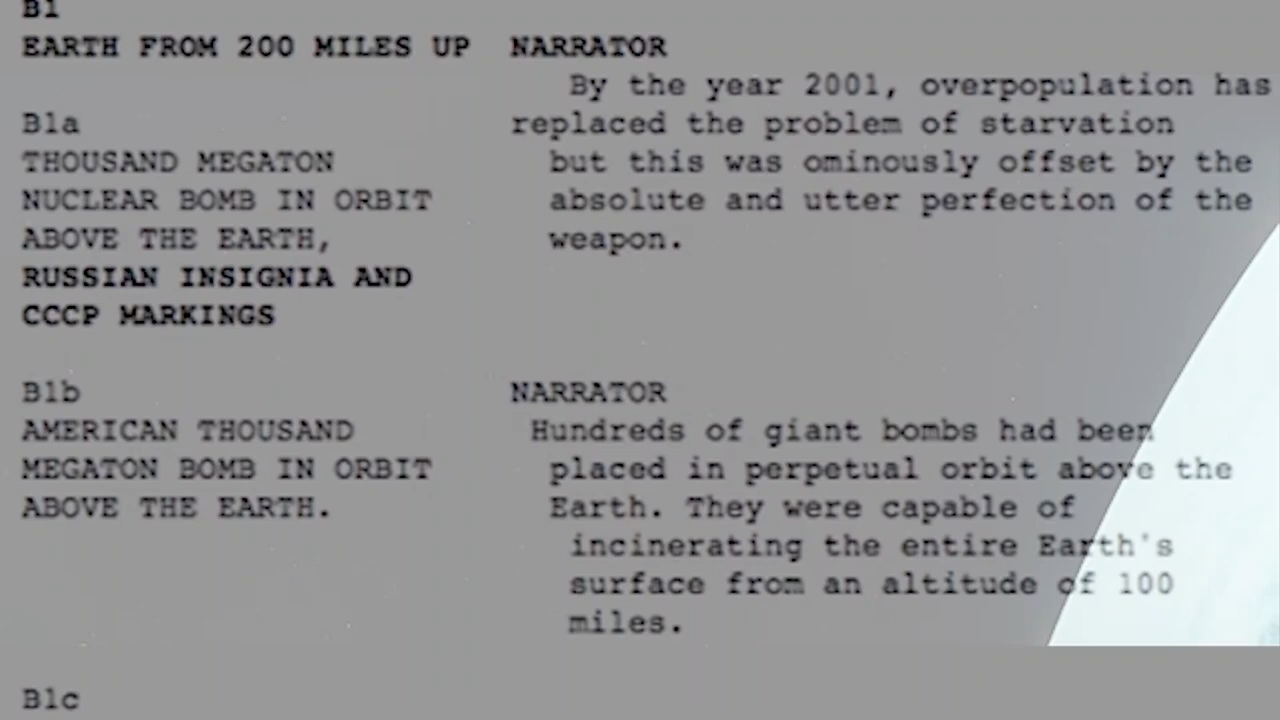 B1
EARTH FROM 200 MILES UP
B1a
THOUSAND MEGATON
NUCLEAR BOMB IN ORBIT
ABOVE THE EARTH,
RUSSIAN INSIGNIA AND
CCCP MARKINGS
NARRATOR
By the year 2001, overpopulation has
replaced the problem of starvation
but this was ominously offset by the
absolute and utter perfection of the
weapon.
B1b
AMERICAN THOUSAND
MEGATON BOMB IN ORBIT
ABOVE THE EARTH.
NARRATOR
Hundreds of giant bombs had been
placed in perpetual orbit above the
Earth. They were capable of
incinerating the entire Earth's
surface from an altitude of 100
miles.
B1c